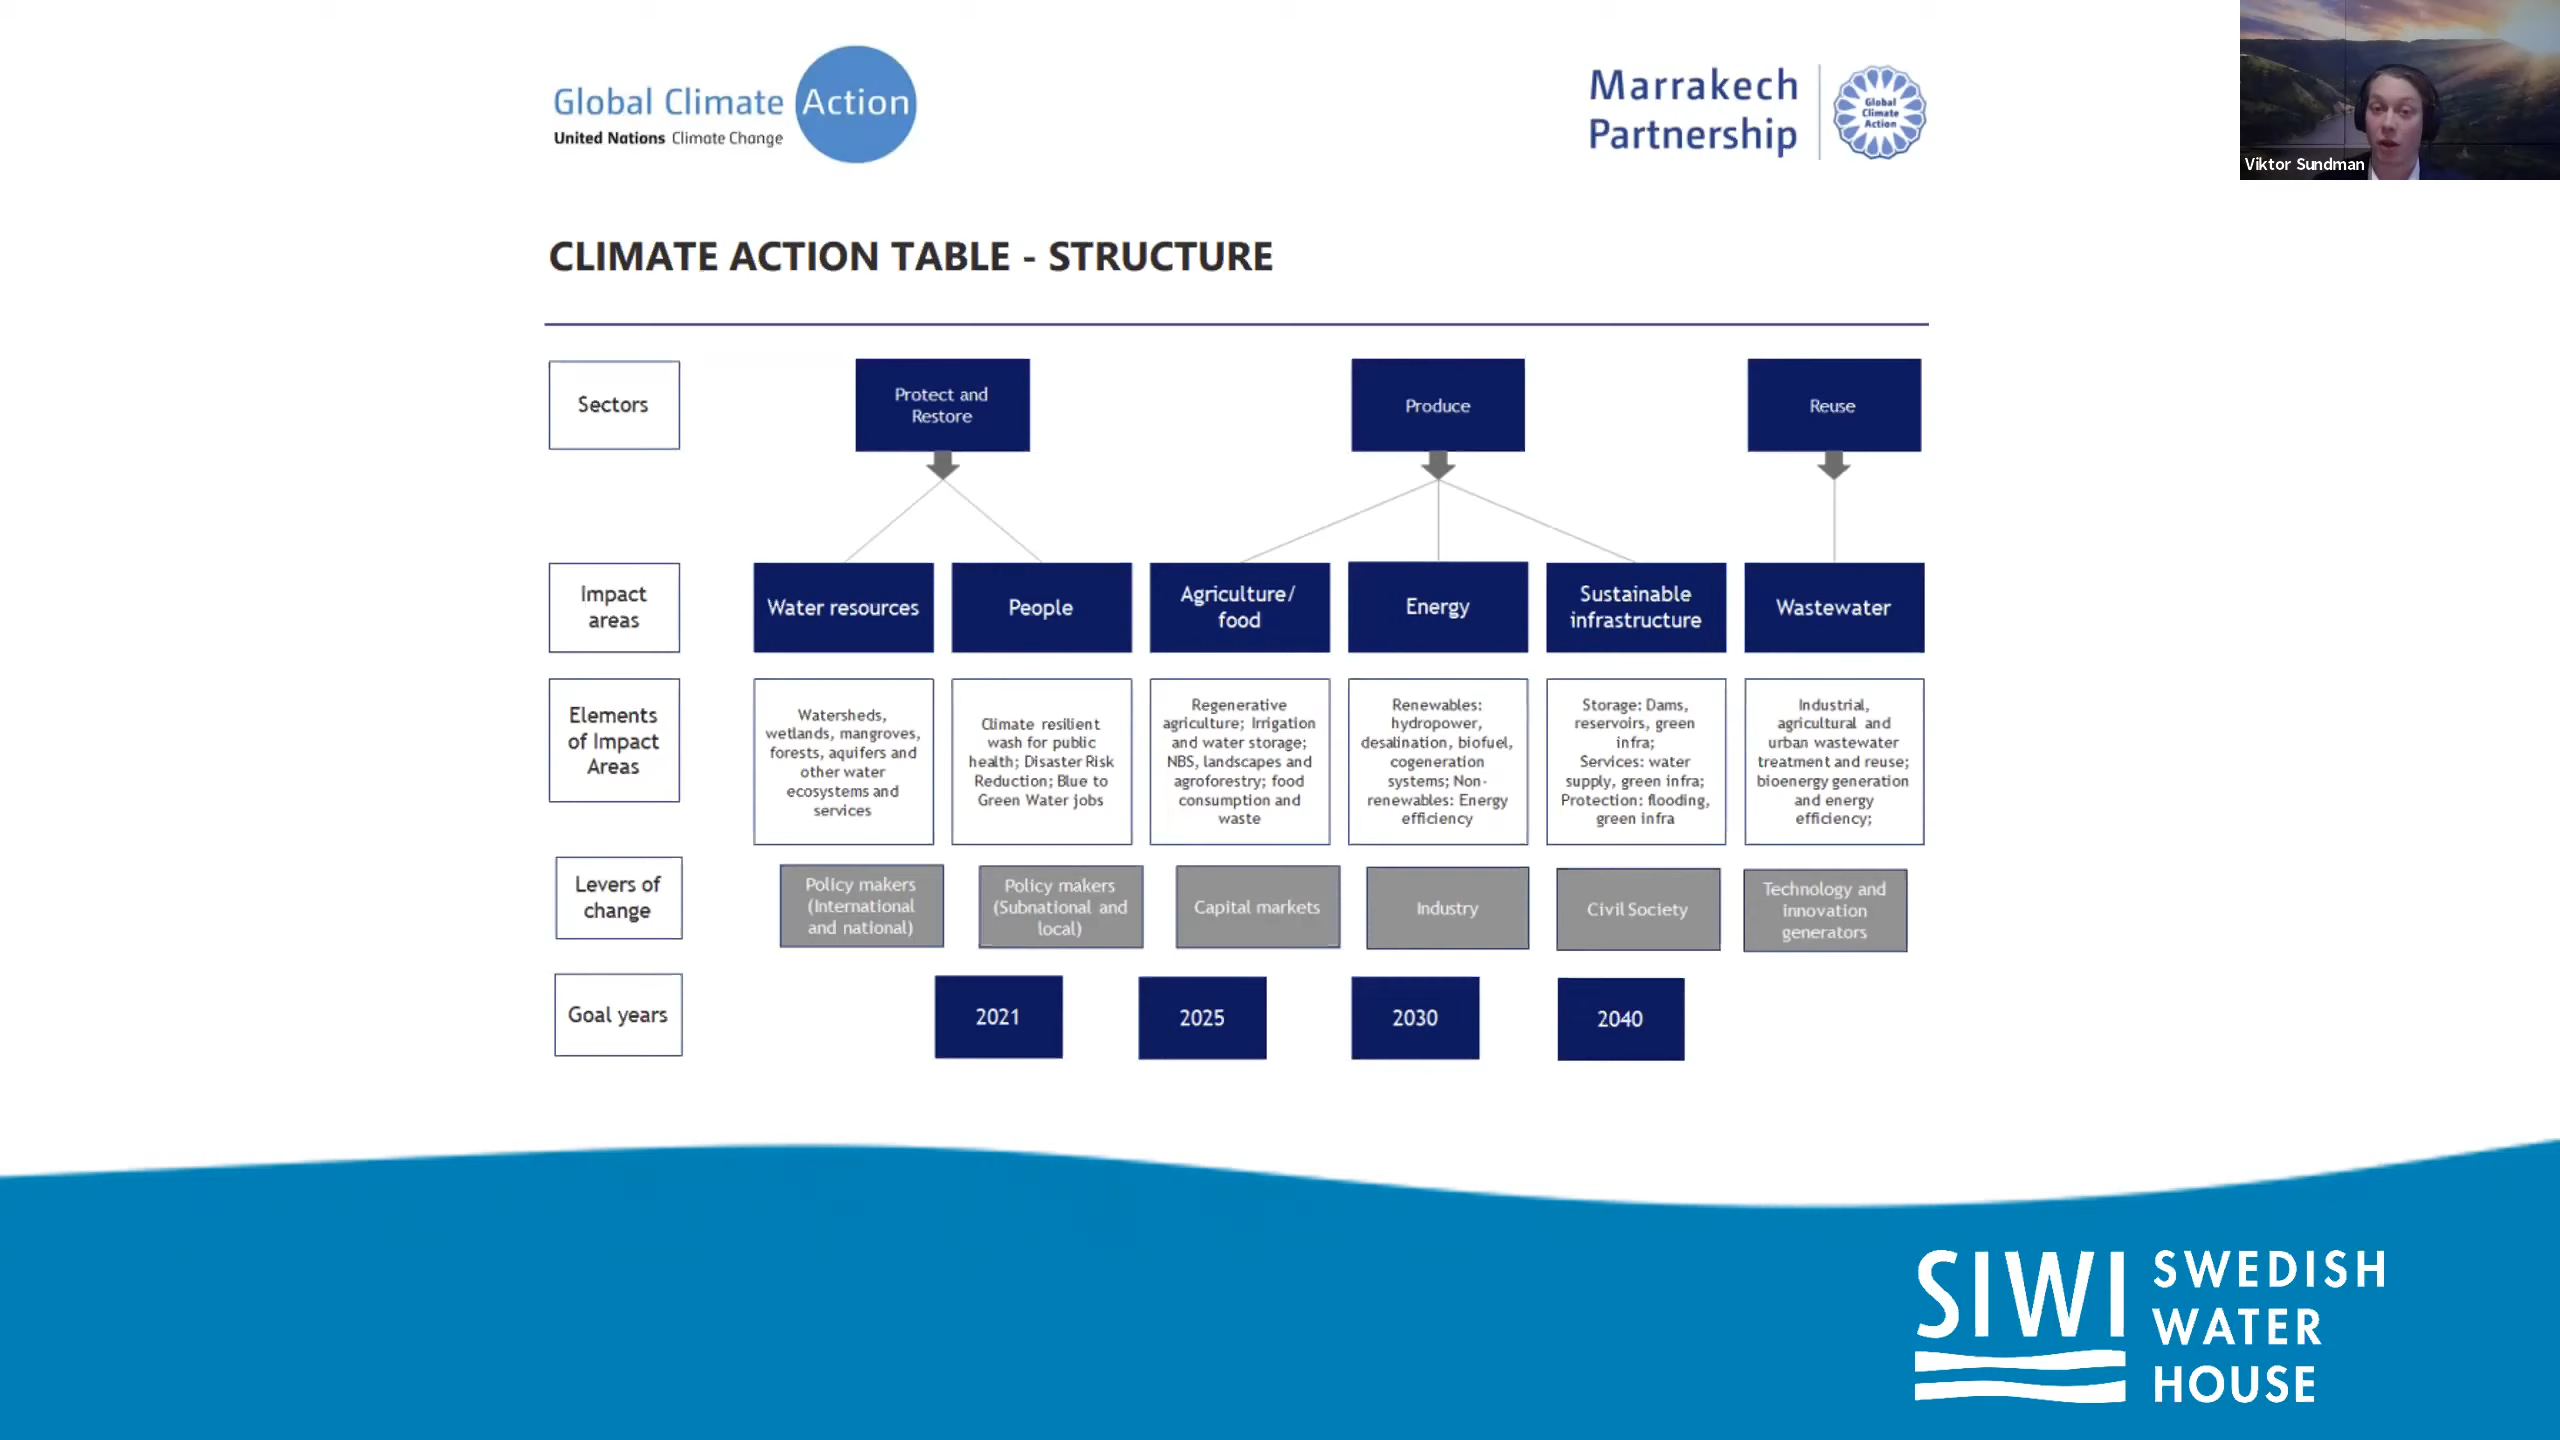 Global Climate Action
United Nations Climate Change
Marrakech
Partnership
Global
Climate
Action
Viktor Sundman
CLIMATE ACTION TABLE - STRUCTURE
Sectors
Protect and
Restore
Produce
Reuse
Impact
areas
Water resources
People
Agriculture/
food
Energy
Sustainable
infrastructure
Wastewater
Elements
of Impact
Areas
Watersheds,
wetlands, mangroves,
forests, aquifers and
other water
ecosystems and
services
Climate resilient
wash for public
health; Disaster Risk
Reduction; Blue to
Green Water jobs
Regenerative
agriculture; Irrigation
and water storage;
NBS, landscapes and
agroforestry; food
consumption and
waste
Renewables:
hydropower,
desalination, biofuel,
cogeneration
systems; Non-
renewables: Energy
efficiency
Storage: Dams,
reservoirs, green
infra;
Services: water
supply, green infra;
Protection: flooding,
green infra
Industrial,
agricultural and
urban wastewater
treatment and reuse;
bioenergy generation
and energy
efficiency;
Levers of
change
Policy makers
(International
and national)
Policy makers
(Subnational and
local)
Capital markets
Industry
Civil Society
Technology and
innovation
generators
Goal years
2021
2025
2030
2040
SIWI
SWEDISH
WATER
HOUSE